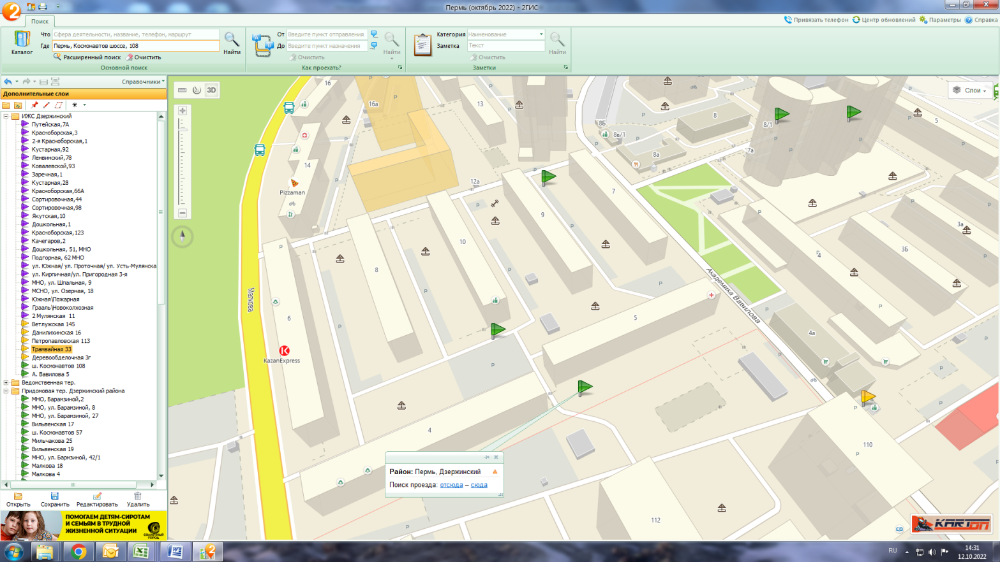 Пермь (октябрь 2022) - 2ГИС
Поиск
Привязать телефон
Центр обновлений
Параметры
Справка
Что
Сфера деятельности, название, телефон, маршрут
Где
Пермь, Космонавтов шоссе, 108
Каталог
Найти
Расширенный поиск
Очистить
Основной поиск
От
Введите пункт отправления
До
Введите пункт назначения
Найти
Очистить
Как проехать?
Категория
Наименование
Заметка
Текст
Найти
Очистить
Заметки
Справочники
Дополнительные слои
ИЖС Дзержинский
Путейская,7А
Красноборская,3
2-я Красноборская,1
Кустарная,92
Ленвинский,78
Ковалевской,93
Заречная,1
Кустарная,28
Красноборская,66А
Сортировочная,44
Сортировочная,98
Якутская,10
Дошкольная,1
Красноборская,123
Качегаров,2
Дошкольная, 51, МНО
Подгорная, 62 МНО
ул. Южная/ ул. Проточная/ ул. Усть-Мулянска
ул. Кирпичная/ул. Пригородная 3-я
МНО, ул. Шпальная, 9
МСНО, ул. Озерная, 18
Южная\Пожарная
Грааль\Новоколхозная
2 Мулянская 11
Ветлужская 145
Данилихинская 16
Петропавловская 113
Трамвайная 33
Деревообделочная 3г
ш. Космонавтов 108
А. Вавилова 5
Ведомственная тер.
Придомовая тер. Дзержинский района
МНО, Барамзиной,2
МНО, ул. Барамзиной, 8
МНО, ул. Барамзиной, 27
Вильвенская 17
ш. Космонавтов 57
Мильчакова 25
Вильвенская 19
МНО, ул. Бармзиной, 42/1
Малкова 18
Малкова 4
Открыть
Сохранить
Редактировать
Удалить
ПОМОГАЕМ ДЕТЯМ-СИРОТАМ
И СЕМЬЯМ В ТРУДНОЙ
ЖИЗНЕННОЙ СИТУАЦИИ
СОЛНЕЧНЫЙ
ГОРОД
3D
Слои
16
16а
13
14
Pizzaman
12а
8Б
8в/1
8а
8
8/1
7а
5
7
9
10
8
6
5
4
4
3а
3Б
4а
110
112
Малкова
Академика Вавилова
KazanExpress
Район: Пермь, Дзержинский
Поиск проезда: отсюда – сюда
KARTON
RU
14:31
12.10.2022